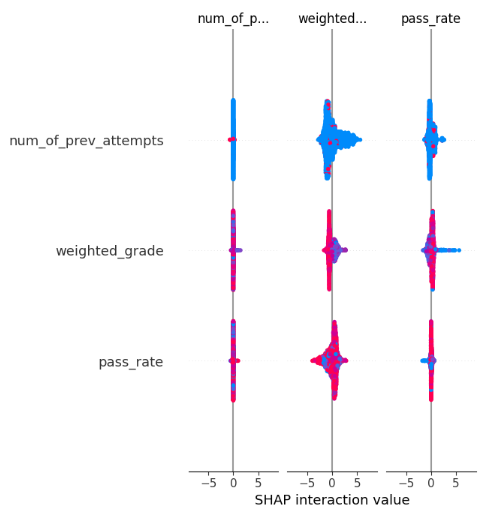 num_of_p... weighted... pass_rate
num_of_prev_attempts
weighted_grade
pass_rate
−5 0 5 −5 0 5 −5 0 5
SHAP interaction value